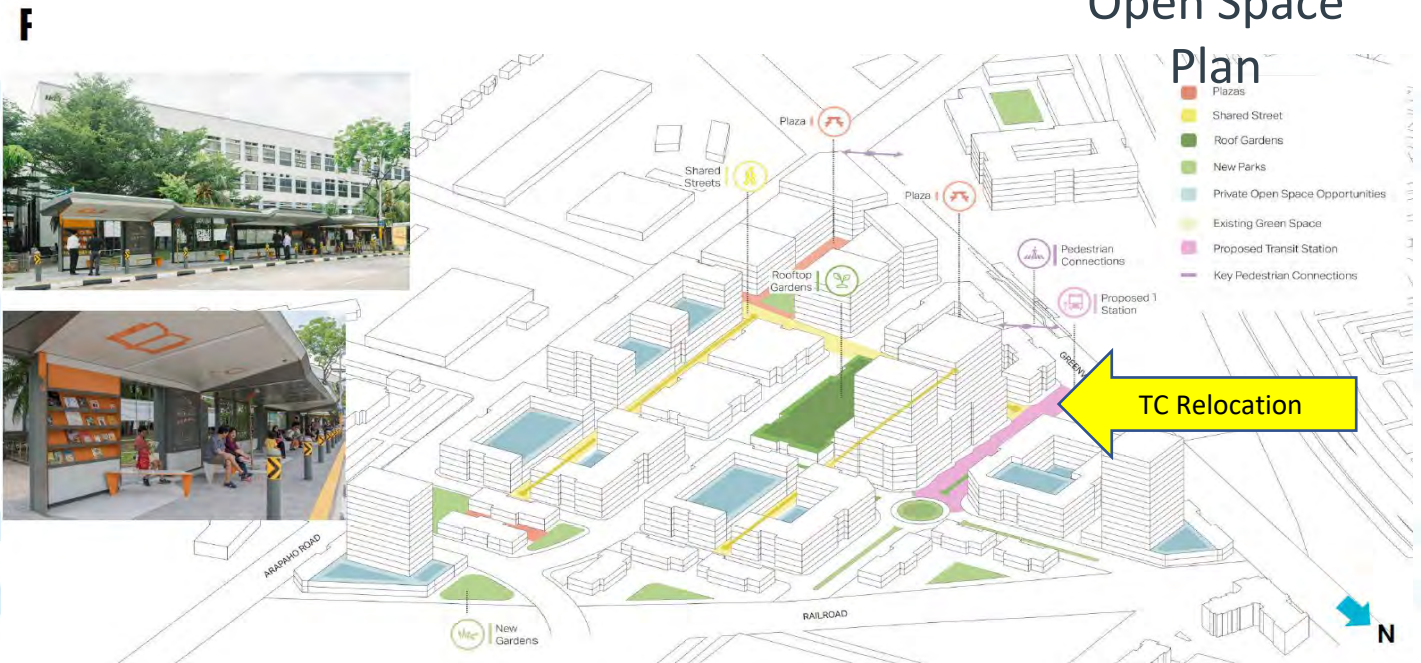 Open Space
Plan
Plazas
Shared Street
Roof Gardens
New Parks
Private Open Space Opportunities
Existing Green Space
Proposed Transit Station
Key Pedestrian Connections
Plaza
Shared
Streets
Plaza
Rooftop
Gardens
Pedestrian
Connections
Proposed T
Station
TC Relocation
ARAPAHO ROAD
RAILROAD
New
Gardens
N